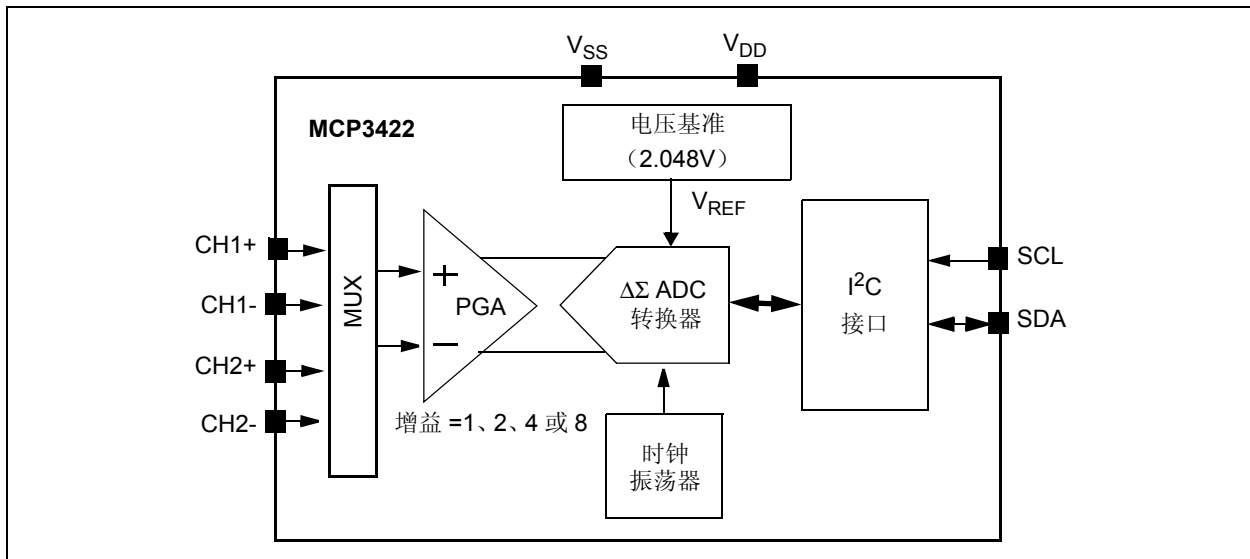 VSS
VDD
MCP3422
电压基准
（2.048V）
VREF
CH1+
CH1-
CH2+
CH2-
MUX
+
PGA
−
增益 =1、2、4 或 8
ΔΣ ADC
转换器
时钟
振荡器
I²C
接口
SCL
SDA